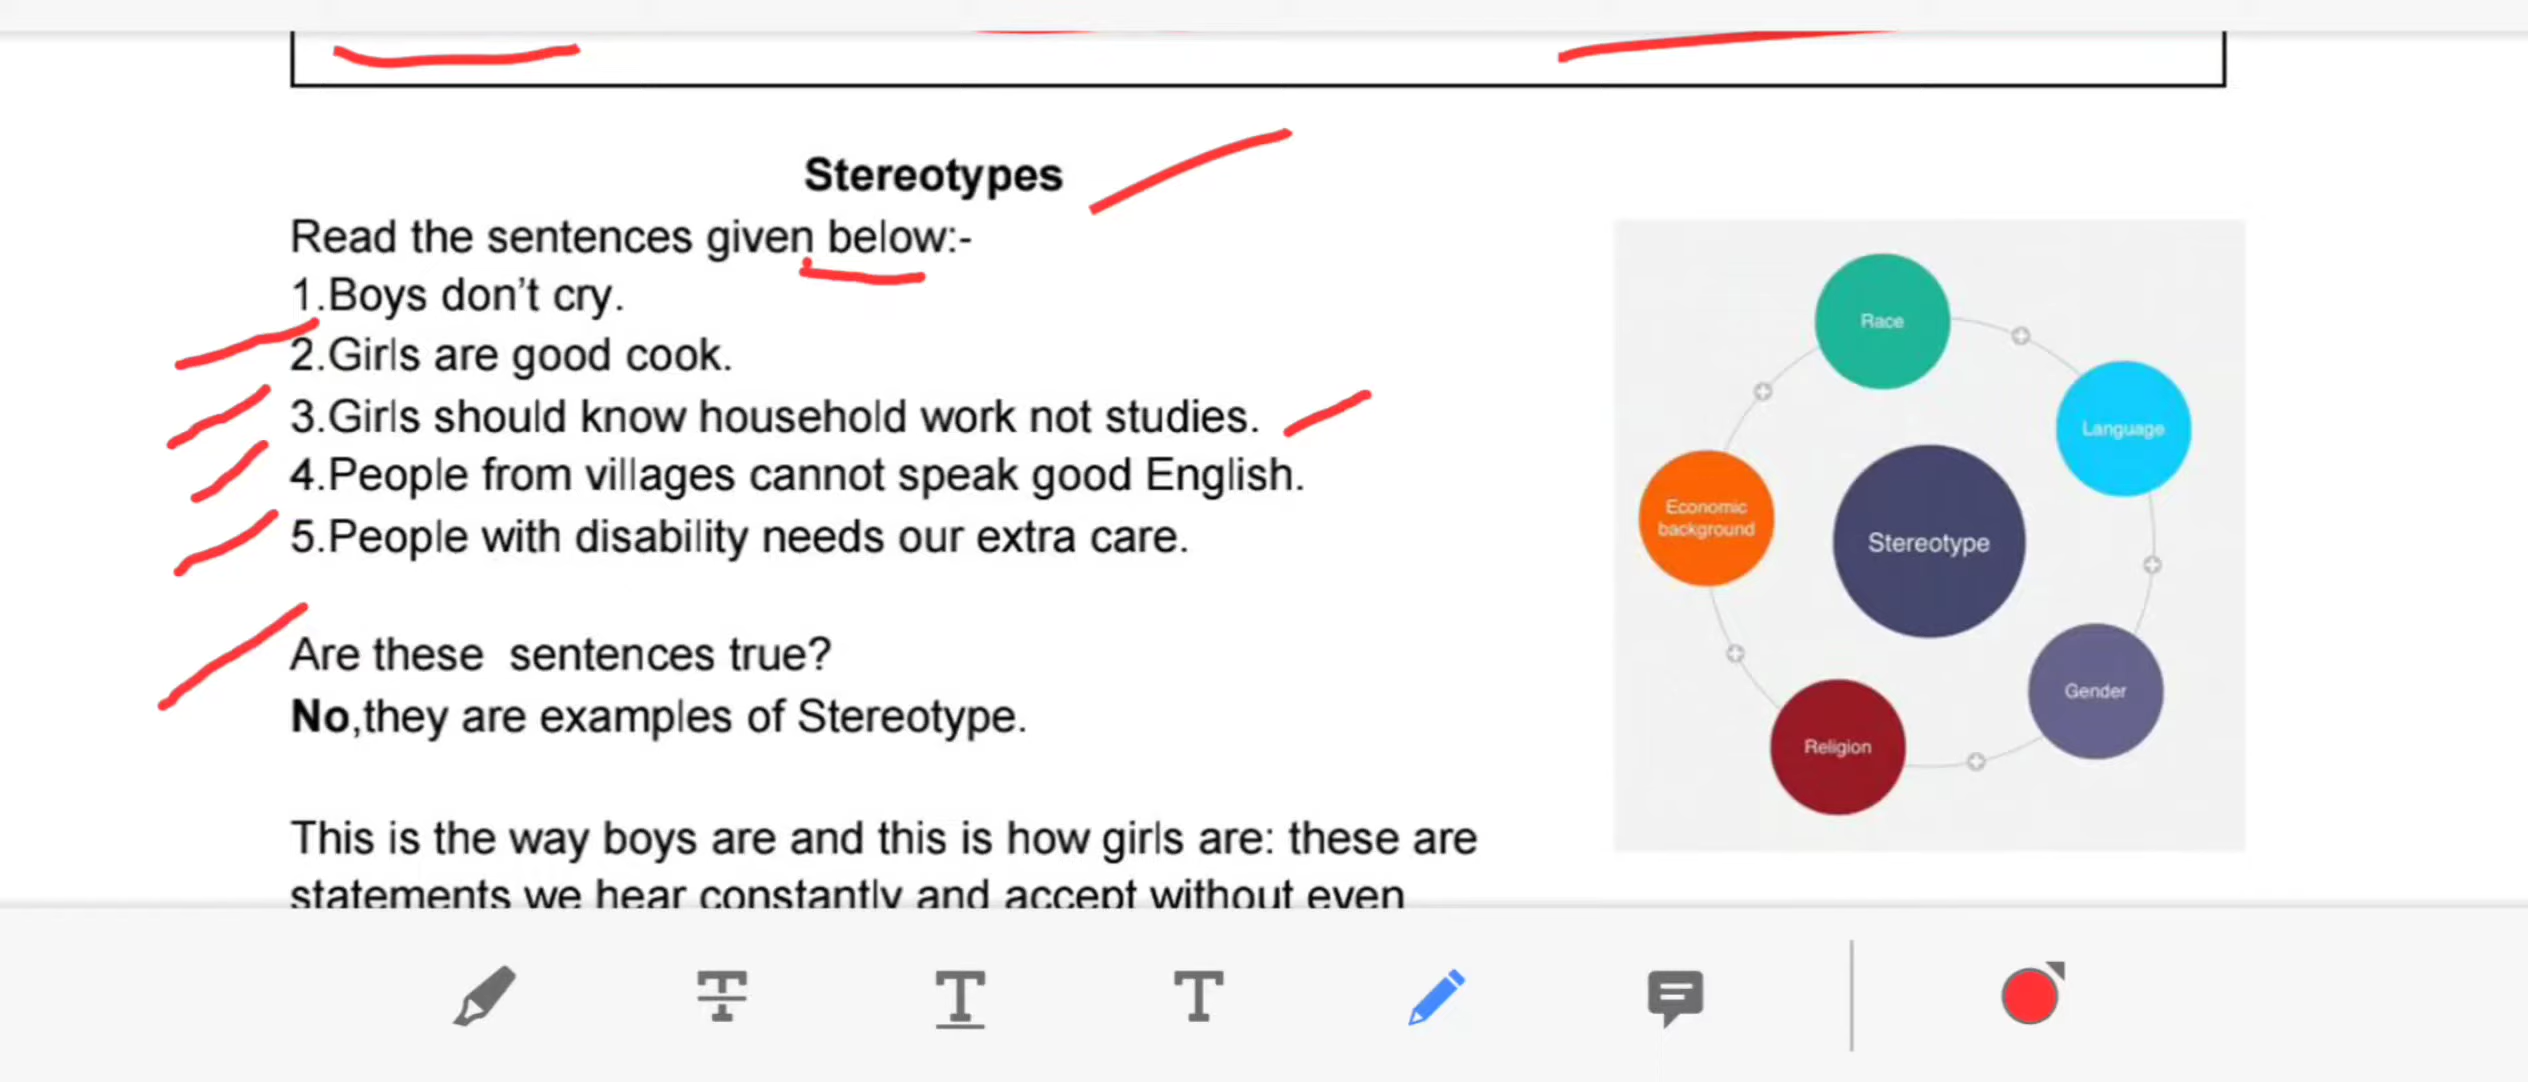 Stereotypes
Read the sentences given below:-
1.Boys don't cry.
2.Girls are good cook.
3.Girls should know household work not studies.
4.People from villages cannot speak good English.
5.People with disability needs our extra care.
Are these  sentences true?
No,they are examples of Stereotype.
This is the way boys are and this is how girls are: these are
statements we hear constantly and accept without even
Race
Language
Economic
background
Stereotype
Gender
Religion